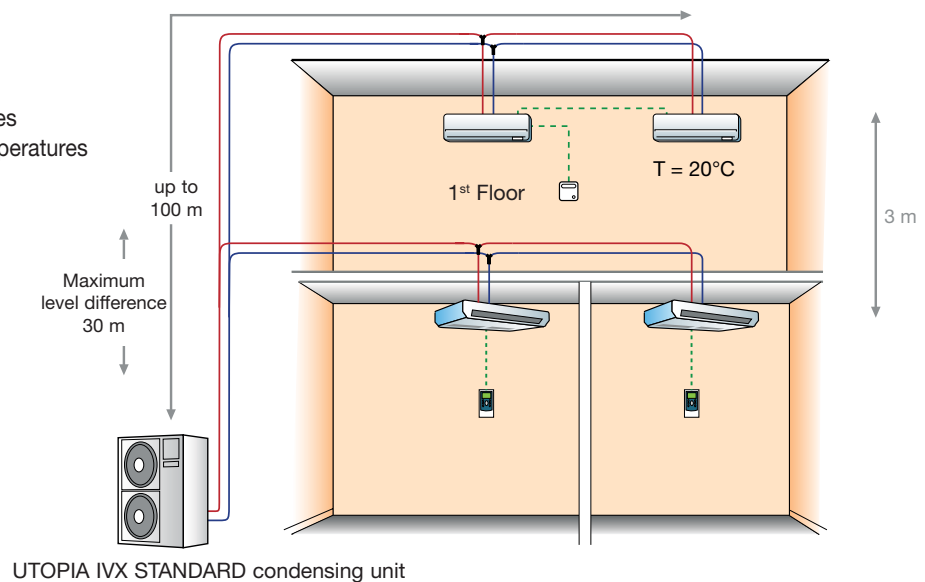 es
peratures
up to
100 m
Maximum
level difference
30 m
1st Floor
T = 20°C
3 m
UTOPIA IVX STANDARD condensing unit